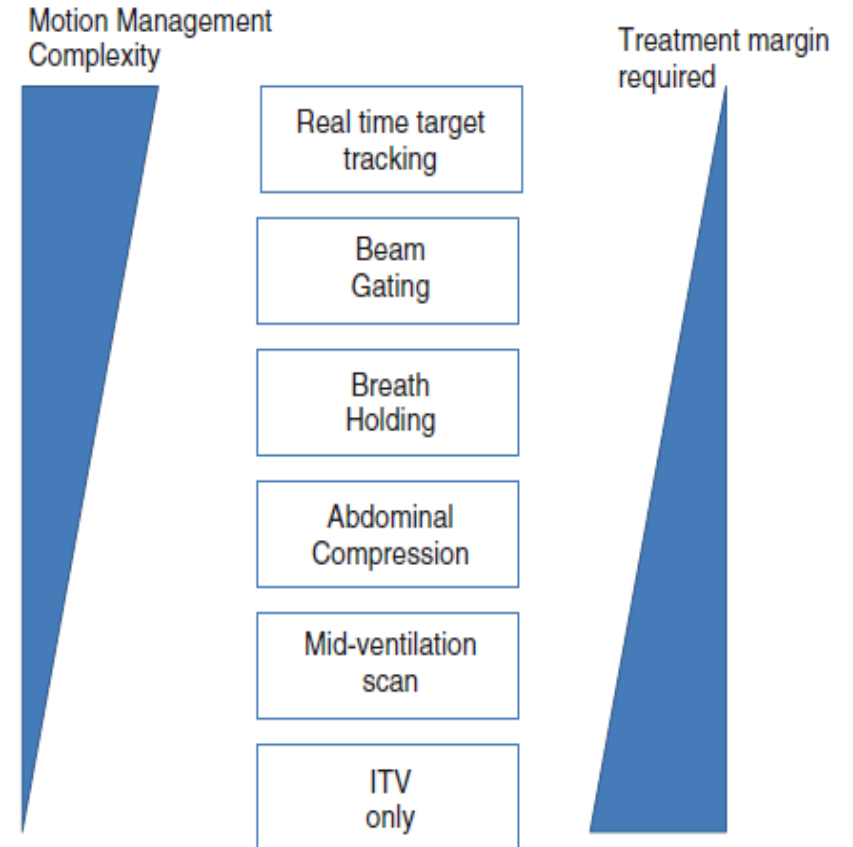 Motion Management
Complexity
Treatment margin
required
Real time target
tracking
Beam
Gating
Breath
Holding
Abdominal
Compression
Mid-ventilation
scan
ITV
only